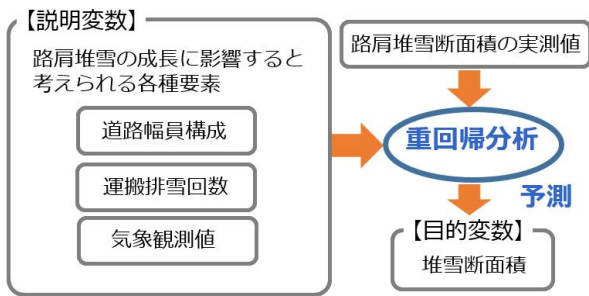 【説明変数】
路肩堆雪の成長に影響すると
考えられる各種要素
道路幅員構成
運搬排雪回数
気象観測値
路肩堆雪断面積の実測値
重回帰分析
予測
【目的変数】
堆雪断面積